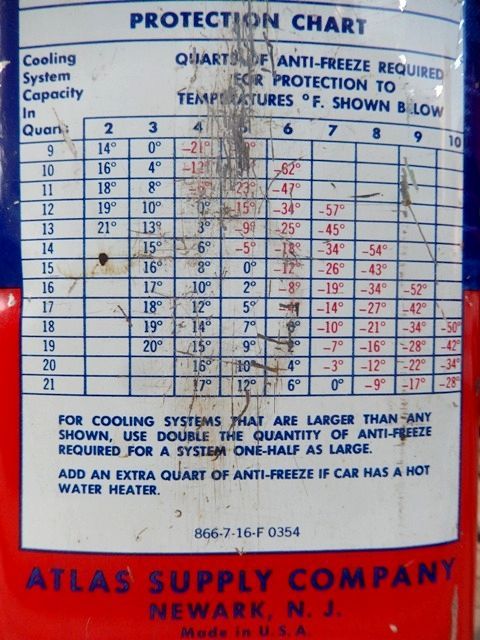 PROTECTION CHART
Cooling
System
Capacity
In
Quarts
QUARTS OF ANTI-FREEZE REQUIRED
FOR PROTECTION TO
TEMPERATURES °F. SHOWN BELOW
2 3 4 5 6 7 8 9 10
9 14° 0° -21°
10 16° 4° -12° -62°
11 18° 8° -23° -47°
12 19° 10° 0° -15° -34° -57°
13 21° 13° 3° -9° -25° -45°
14 15° 6° -5° -18° -34° -54°
15 16° 8° 0° -12° -26° -43°
16 17° 10° 2° -8° -19° -34° -52°
17 18° 12° 5° -14° -27° -42°
18 19° 14° 7° -10° -21° -34° -50°
19 20° 15° 9° 2° -7° -16° -28° -42°
20 16° 10° 4° -3° -12° -22° -34°
21 17° 12° 6° 0° -9° -17° -28°
FOR COOLING SYSTEMS THAT ARE LARGER THAN ANY
SHOWN, USE DOUBLE THE QUANTITY OF ANTI-FREEZE
REQUIRED FOR A SYSTEM ONE-HALF AS LARGE.
ADD AN EXTRA QUART OF ANTI-FREEZE IF CAR HAS A HOT
WATER HEATER.
866-7-16-F 0354
ATLAS SUPPLY COMPANY
NEWARK, N. J.
Made in U.S.A.